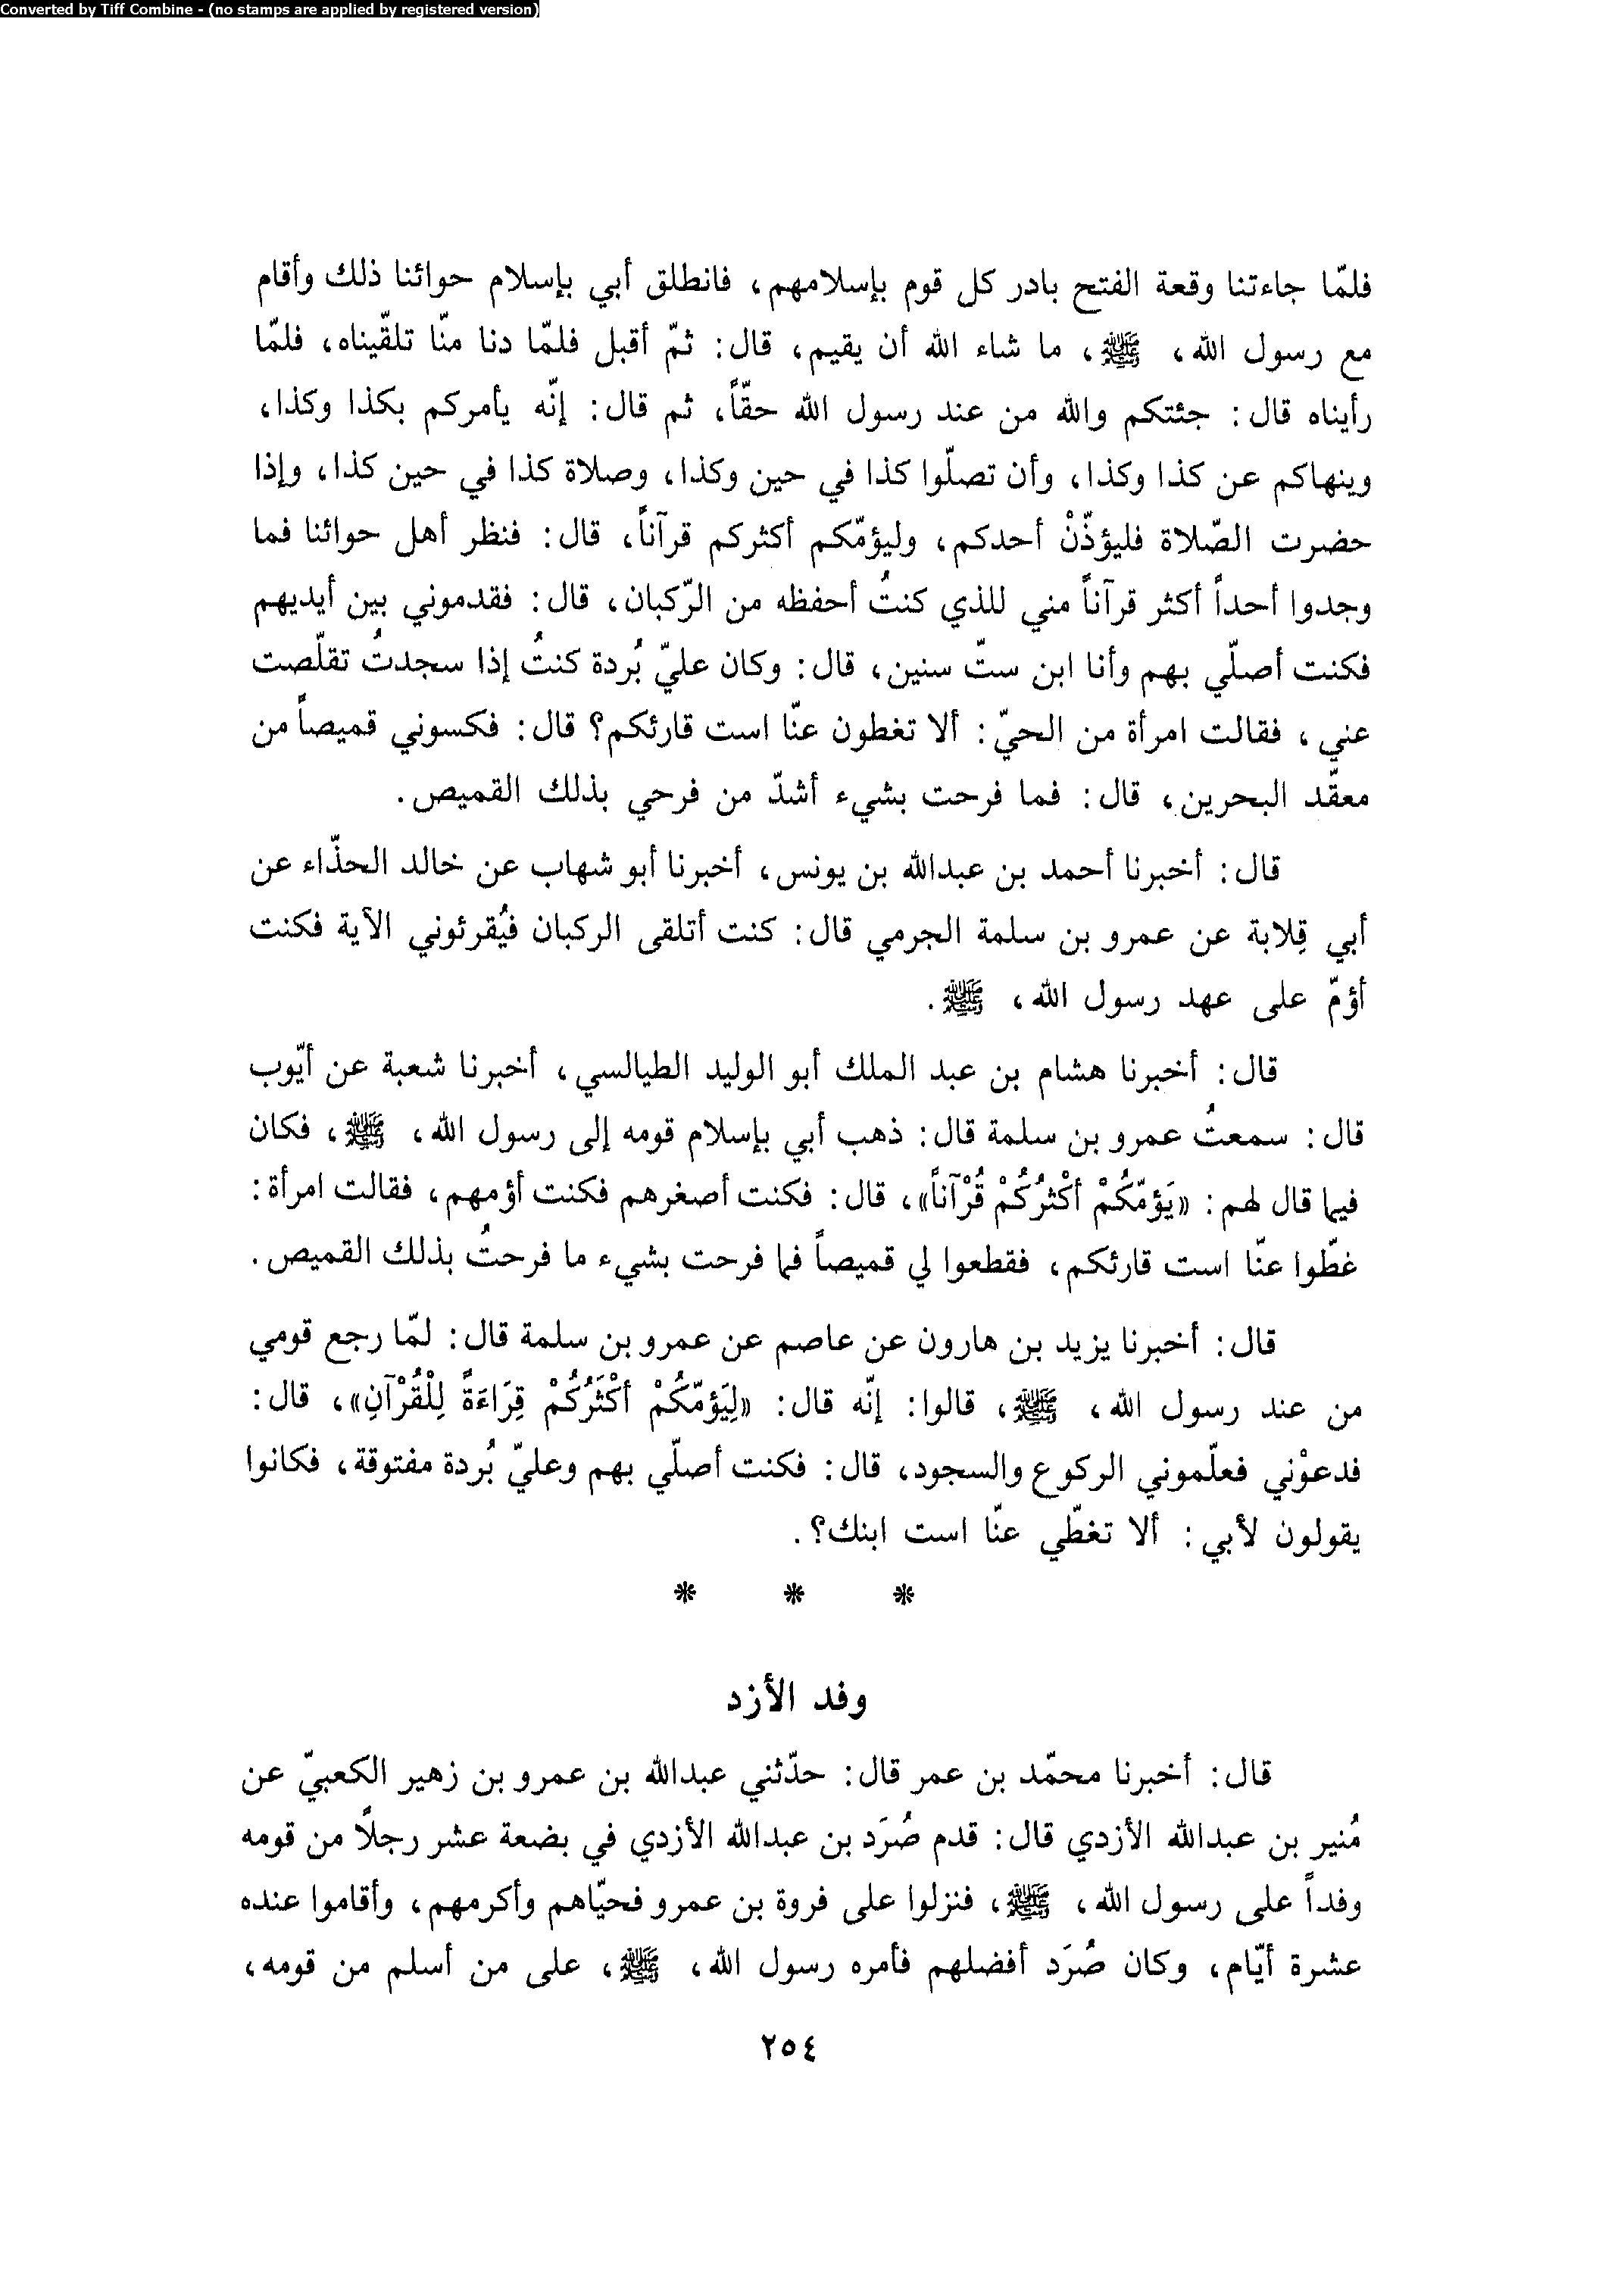 Converted by Tiff Combine - (no stamps are applied by registered version)
فلمّا جاءتنا وقعة الفتح بادر كل قوم بإسلامهم، فانطلق أبي بإسلام حوائنا ذلك وأقام
مع رسول الله، ﷺ، ما شاء الله أن يقيم، قال: ثمّ أقبل فلمّا دنا منّا تلقّيناه، فلمّا
رأيناه قال: جئتكم والله من عند رسول الله حقّاً، ثم قال: إنّه يأمركم بكذا وكذا،
وينهاكم عن كذا وكذا، وأن تصلّوا كذا في حين وكذا، وصلاة كذا في حين كذا، وإذا
حضرت الصّلاة فليؤذّنْ أحدكم، وليؤمّكم أكثركم قرآناً، قال: فنظر أهل حوائنا فما
وجدوا أحداً أكثر قرآناً مني للذي كنتُ أحفظه من الرّكبان، قال: فقدموني بين أيديهم
فكنت أصلّي بهم وأنا ابن ستّ سنين، قال: وكان عليّ بُردة كنتُ إذا سجدتُ تقلّصت
عني، فقالت امرأة من الحيّ: ألا تغطون عنّا است قارئكم؟ قال: فكسوني قميصاً من
معقّد البحرين، قال: فما فرحت بشيء أشدّ من فرحي بذلك القميص.
قال: أخبرنا أحمد بن عبدالله بن يونس، أخبرنا أبو شهاب عن خالد الحذّاء عن
أبي قِلابة عن عمرو بن سلمة الجرمي قال: كنت أتلقى الركبان فيُقرئوني الآية فكنت
أؤمّ على عهد رسول الله، ﷺ.
قال: أخبرنا هشام بن عبد الملك أبو الوليد الطيالسي، أخبرنا شعبة عن أيّوب
قال: سمعتُ عمرو بن سلمة قال: ذهب أبي بإسلام قومه إلى رسول الله، ﷺ، فكان
فيما قال لهم: «يَؤمّكُمْ أكْثرُكُمْ قُرْآناً»، قال: فكنت أصغرهم فكنت أؤمهم، فقالت امرأة:
غطّوا عنّا است قارئكم، فقطعوا لي قميصاً فما فرحت بشيء ما فرحتُ بذلك القميص.
قال: أخبرنا يزيد بن هارون عن عاصم عن عمرو بن سلمة قال: لمّا رجع قومي
من عند رسول الله، ﷺ، قالوا: إنّه قال: «لِيَؤمّكُمْ أكْثَرُكُمْ قِرَاءَةً لِلْقُرْآنِ»، قال:
فدعوْني فعلّموني الركوع والسجود، قال: فكنت أصلّي بهم وعليّ بُردة مفتوقة، فكانوا
يقولون لأبي: ألا تغطّي عنّا است ابنك؟.
* * *
وفد الأزد
قال: أخبرنا محمّد بن عمر قال: حدّثني عبدالله بن عمرو بن زهير الكعبيّ عن
مُنير بن عبدالله الأزدي قال: قدم صُرَد بن عبدالله الأزدي في بضعة عشر رجلاً من قومه
وفداً على رسول الله، ﷺ، فنزلوا على فروة بن عمرو فحيّاهم وأكرمهم، وأقاموا عنده
عشرة أيّام، وكان صُرَد أفضلهم فأمره رسول الله، ﷺ، على من أسلم من قومه،
٢٥٤